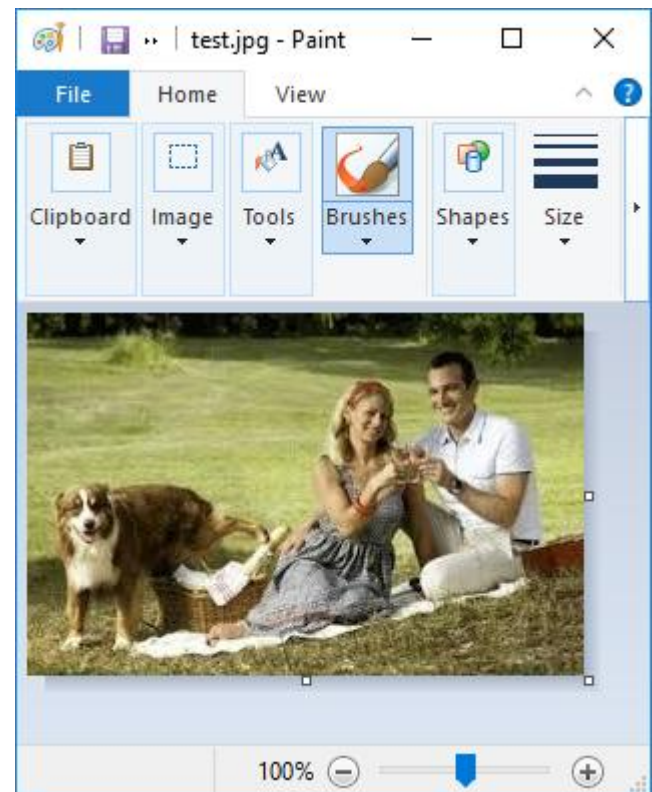 test.jpg - Paint
File Home View
?
Clipboard Image Tools Brushes Shapes Size
100%